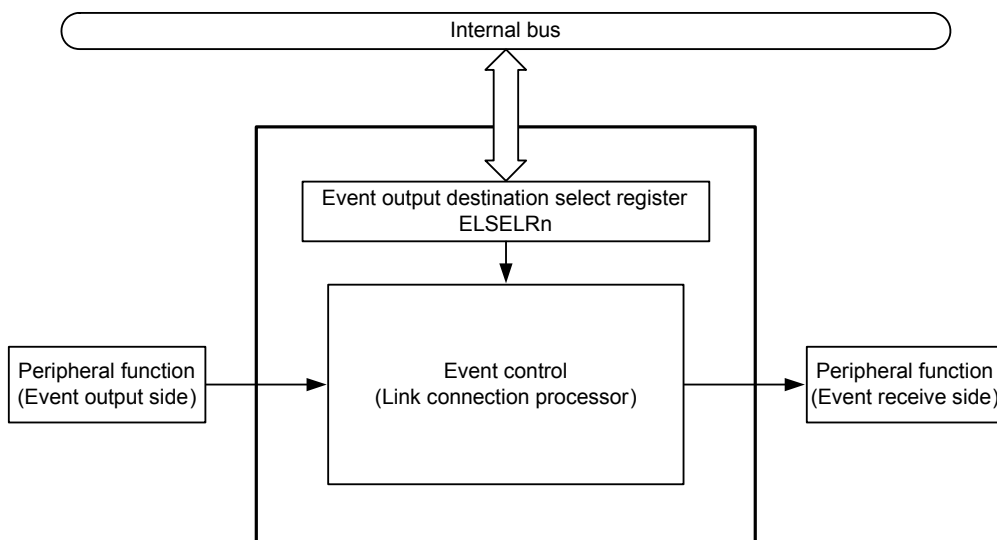 Internal bus
Event output destination select register
ELSELRn
Peripheral function
(Event output side)
Event control
(Link connection processor)
Peripheral function
(Event receive side)